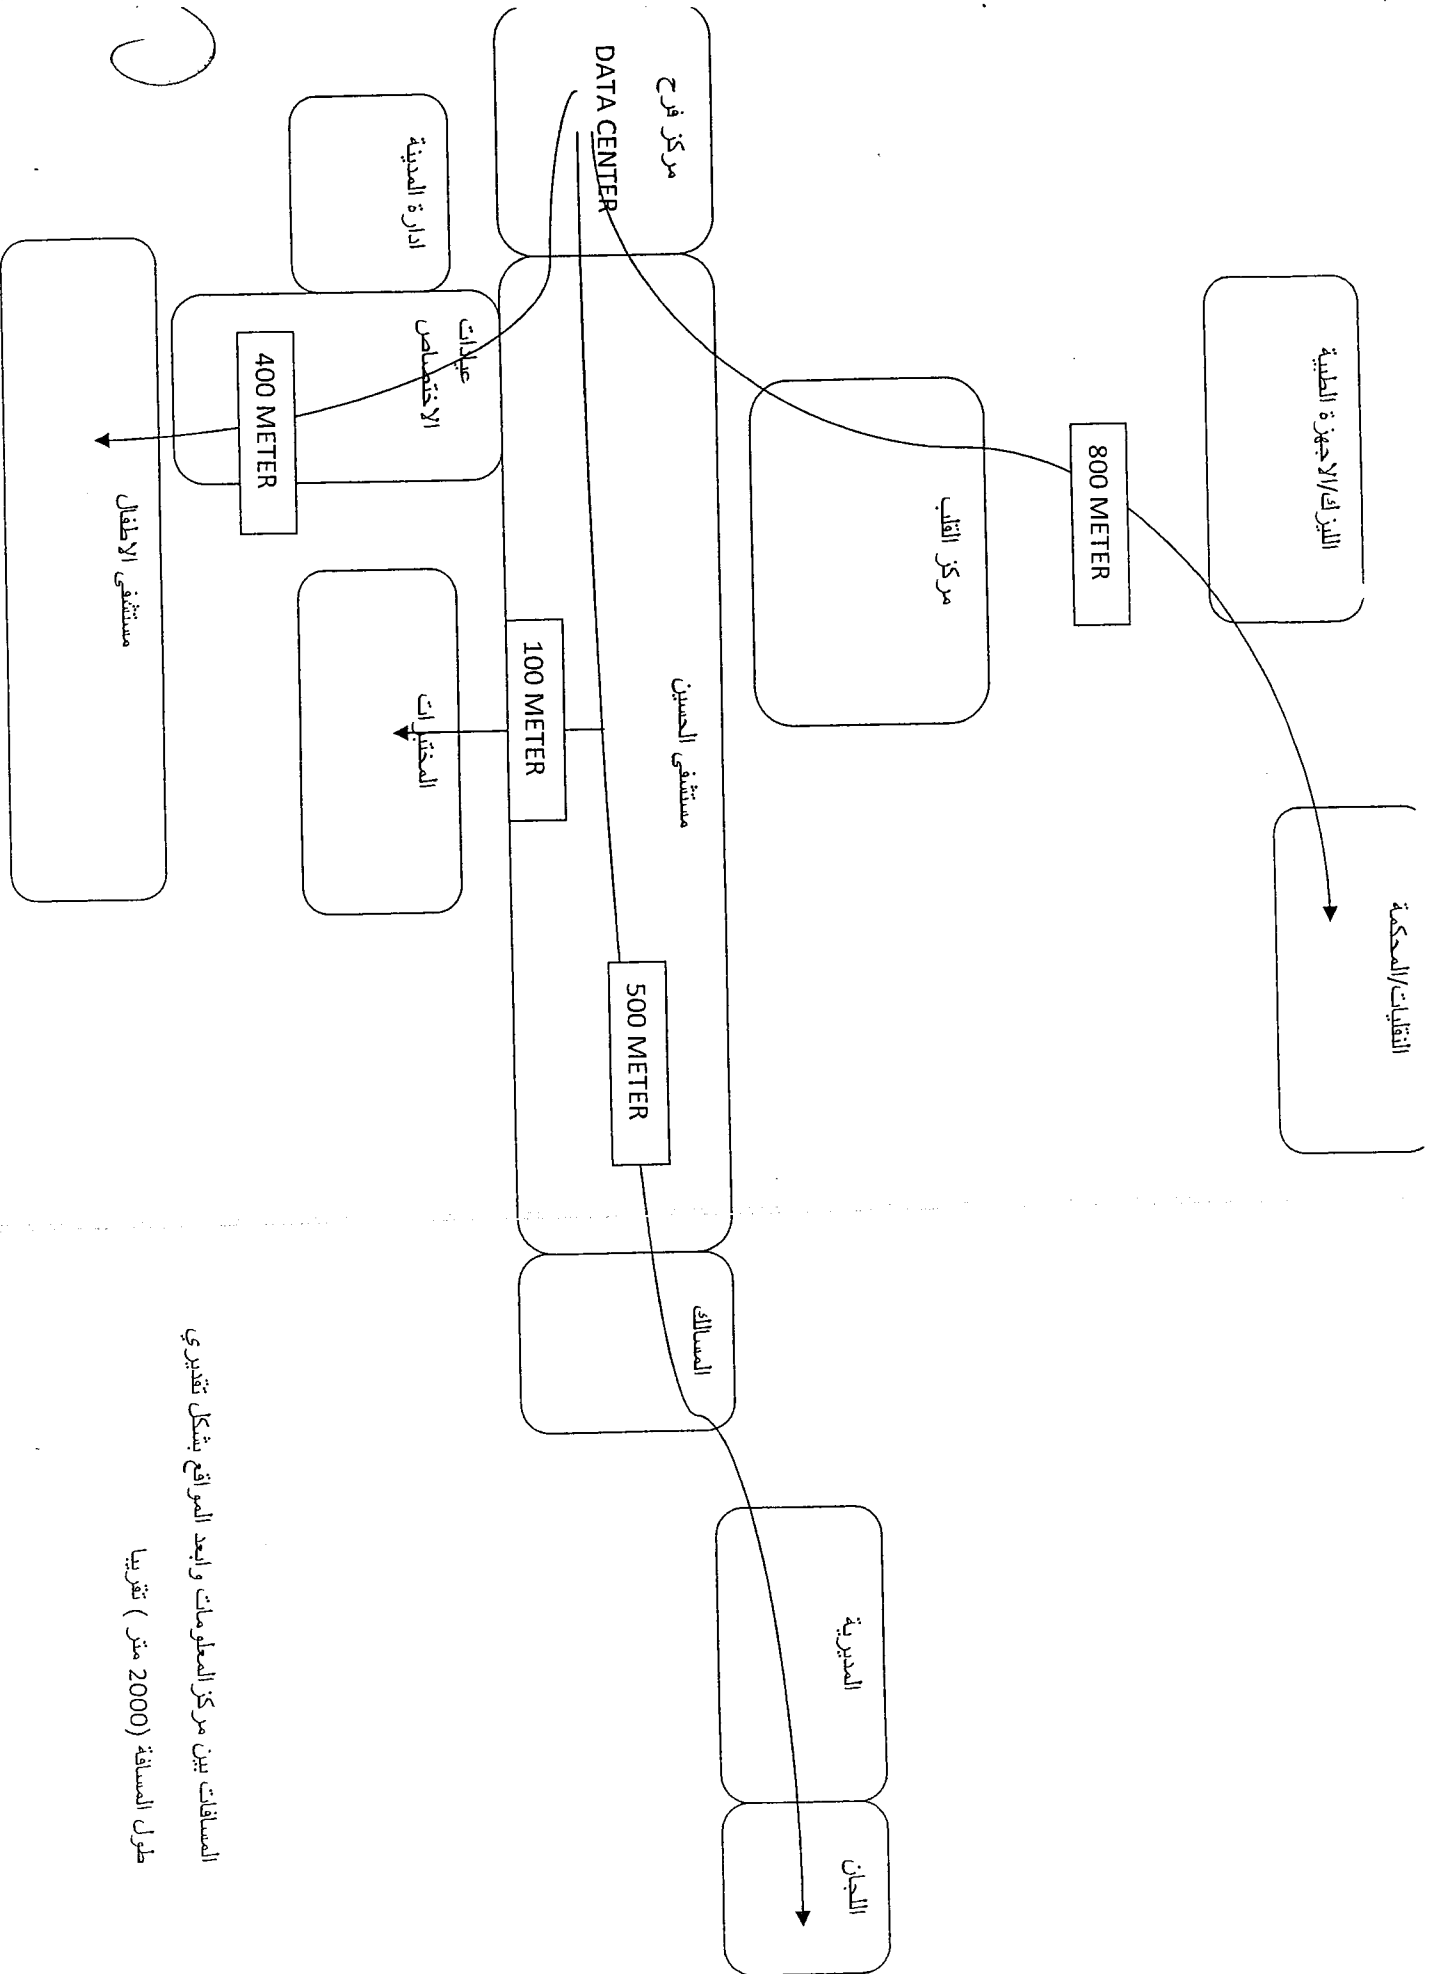 النقليات/المحكمة
الليزك/الاجهزة الطبية
800 METER
مركز القلب
اللجان
المديرية
المسالك
مستشفى الحسين
مركز فرح
DATA CENTER
500 METER
100 METER
عيادات
الاختصاص
ادارة المدينة
المختبرات
400 METER
مستشفى الاطفال
المسافات بين مركز المعلومات وابعد المواقع بشكل تقديري
طول المسافة (2000 متر ) تقريبا